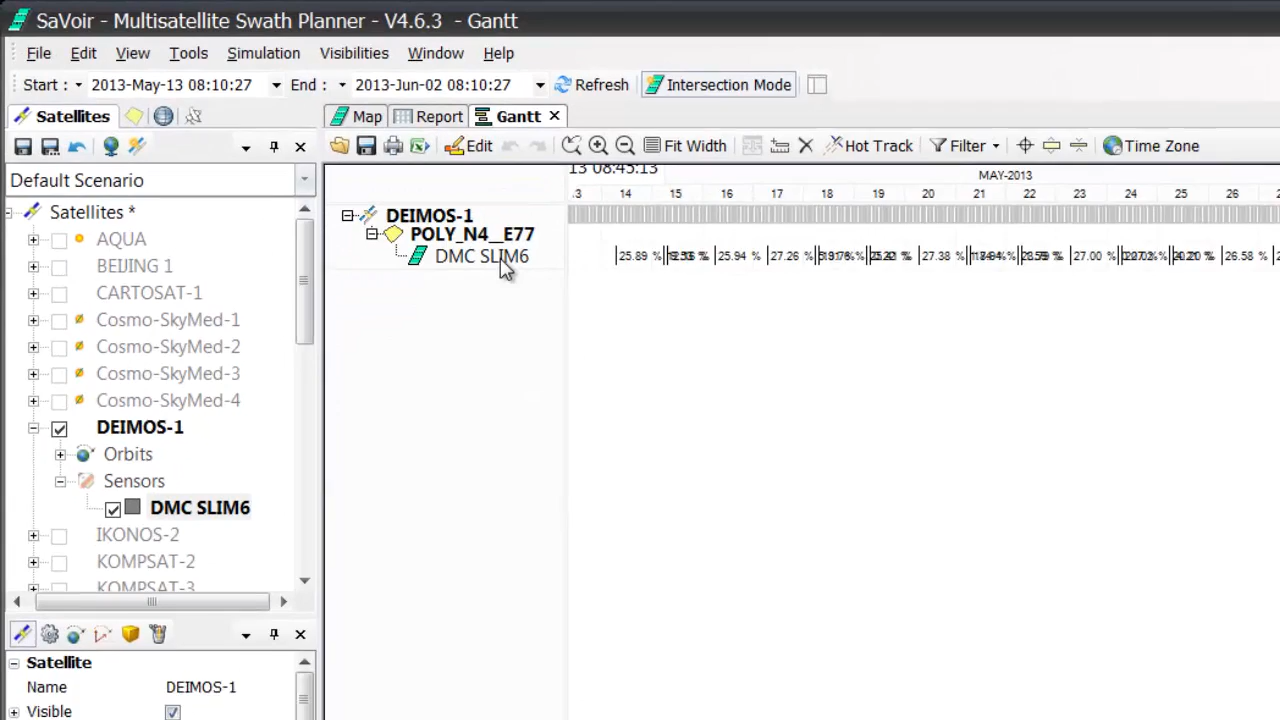 SaVoir - Multisatellite Swath Planner - V4.6.3 - Gantt
File Edit View Tools Simulation Visibilities Window Help
Start : 2013-May-13 08:10:27 End : 2013-Jun-02 08:10:27 Refresh Intersection Mode
Satellites Map Report Gantt
Edit Fit Width Hot Track Filter Time Zone
Default Scenario
13 08:45:13
MAY-2013
.3 14 15 16 17 18 19 20 21 22 23 24 25 26 2
Satellites *
AQUA
BEIJING 1
CARTOSAT-1
Cosmo-SkyMed-1
Cosmo-SkyMed-2
Cosmo-SkyMed-3
Cosmo-SkyMed-4
DEIMOS-1
Orbits
Sensors
DMC SLIM6
IKONOS-2
KOMPSAT-2
KOMPSAT-3
DEIMOS-1
POLY_N4__E77
DMC SLIM6
25.89 % 25.94 % 27.26 % 27.38 % 27.00 % 26.58 %
Satellite
Name DEIMOS-1
Visible